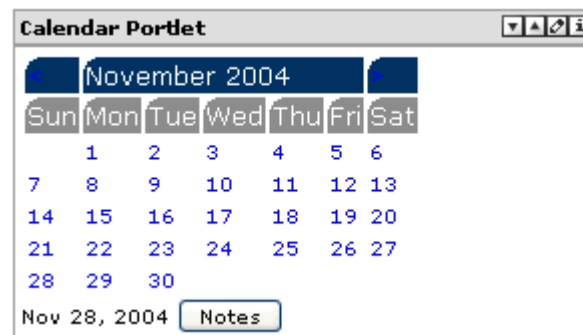 Calendar Portlet
< November 2004 >
Sun Mon Tue Wed Thu Fri Sat
1 2 3 4 5 6
7 8 9 10 11 12 13
14 15 16 17 18 19 20
21 22 23 24 25 26 27
28 29 30
Nov 28, 2004 Notes